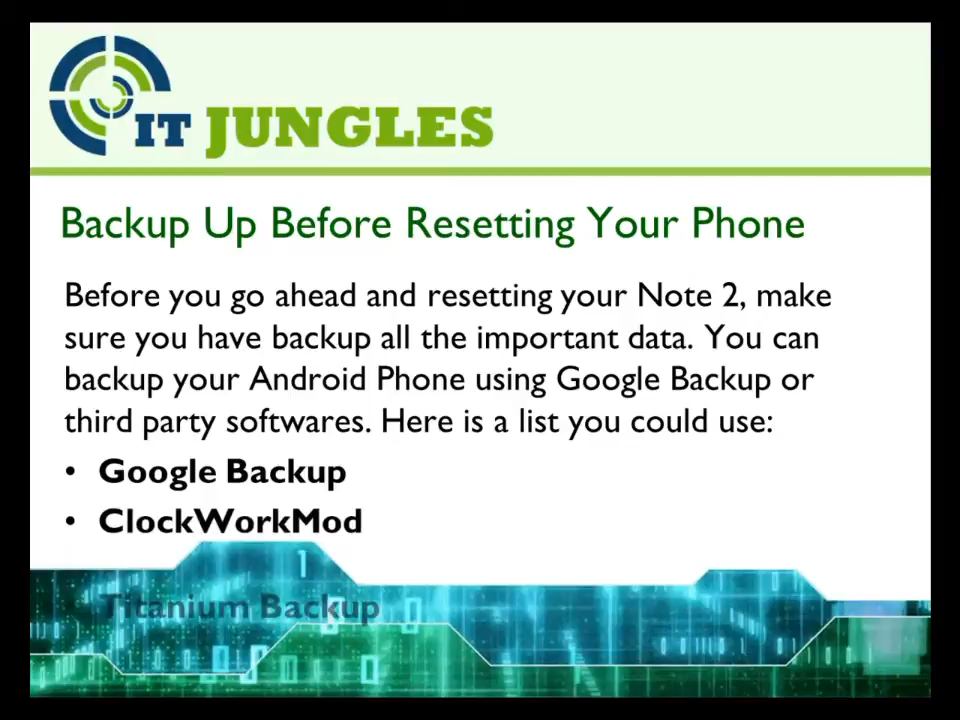 IT JUNGLES
Backup Up Before Resetting Your Phone
Before you go ahead and resetting your Note 2, make
sure you have backup all the important data. You can
backup your Android Phone using Google Backup or
third party softwares. Here is a list you could use:
• Google Backup
• ClockWorkMod
Titanium Backup